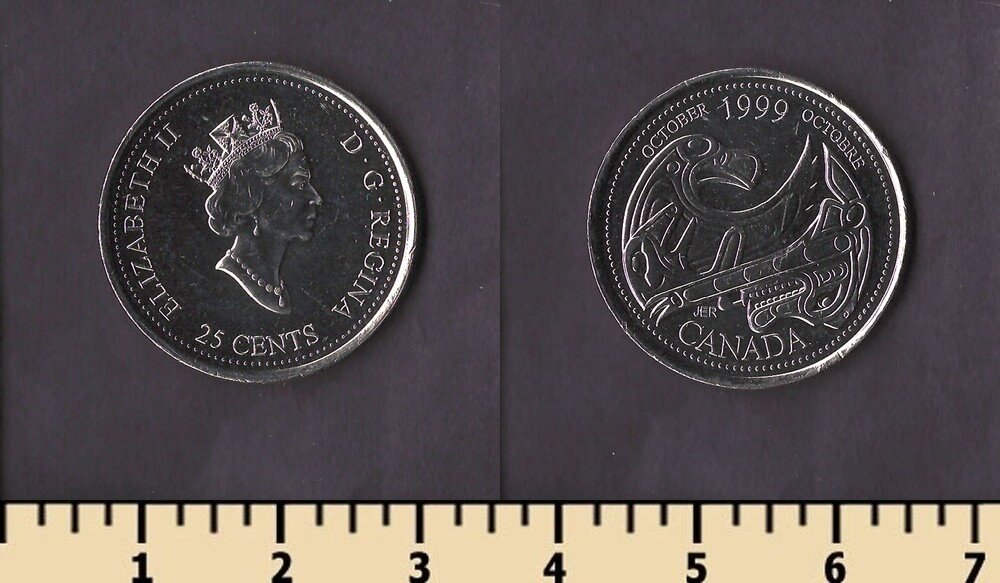 ELIZABETH II
D·G·REGINA
25 CENTS
OCTOBER 1999 OCTOBRE
JER
CANADA
1 2 3 4 5 6 7